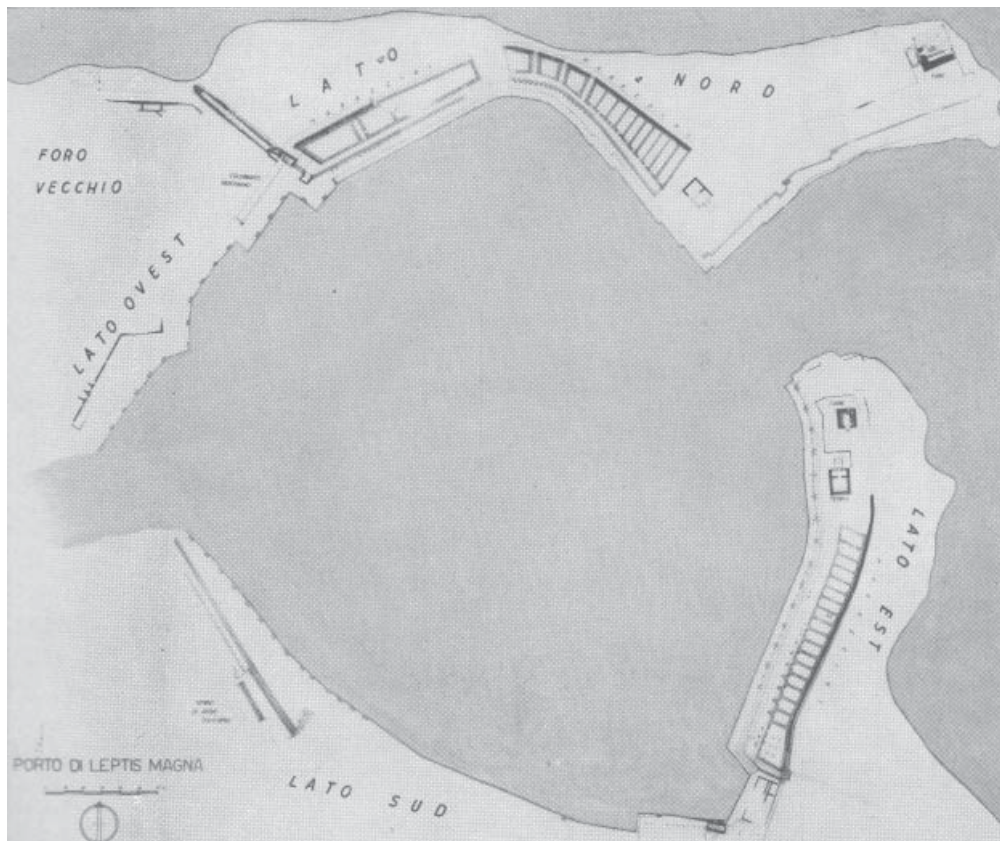 LATO
NORD
FORO
VECCHIO
LATO OVEST
LATO EST
PORTO DI LEPTIS MAGNA
LATO SUD